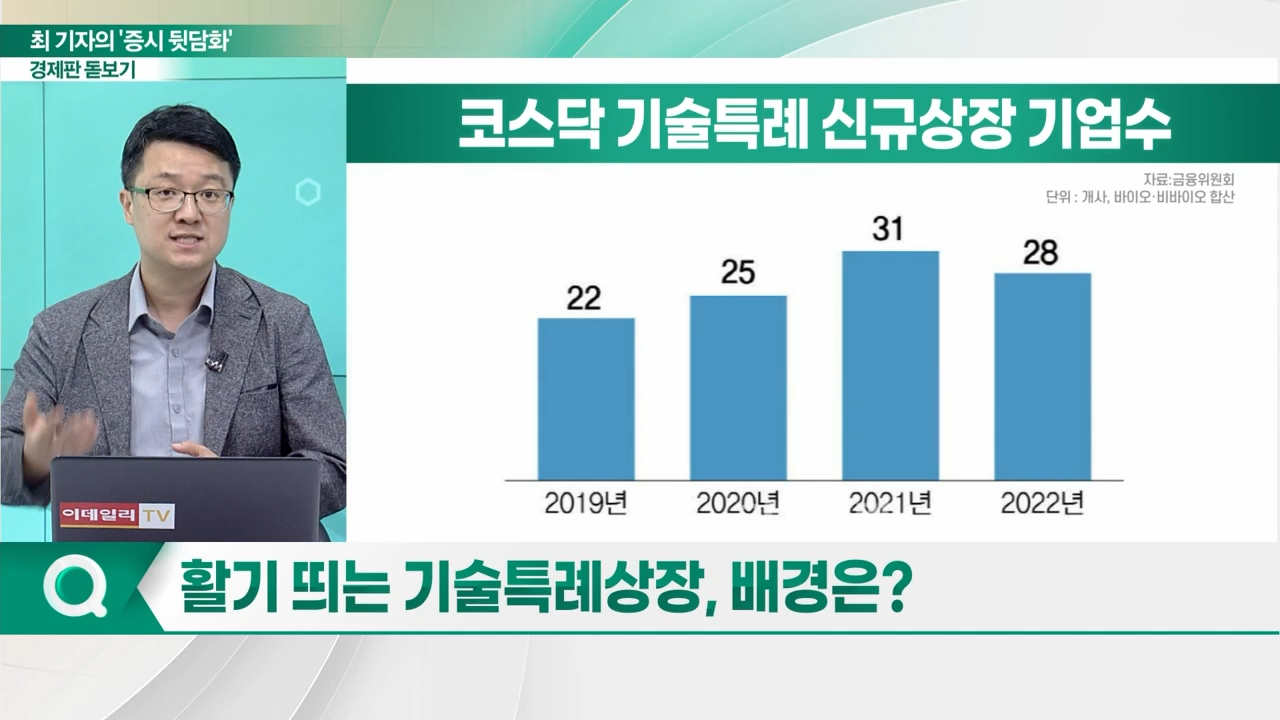 최 기자의 '증시 뒷담화'
경제판 돋보기
코스닥 기술특례 신규상장 기업수
자료:금융위원회
단위 : 개사, 바이오·비바이오 합산
22
25
31
28
2019년
2020년
2021년
2022년
이데일리 TV
활기 띄는 기술특례상장, 배경은?